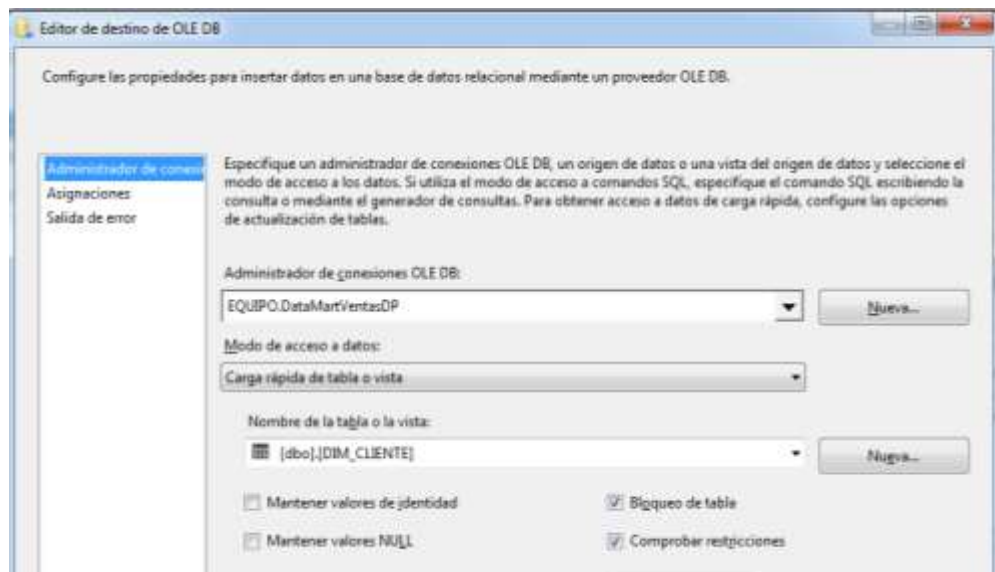 Editor de destino de OLE DB
Configure las propiedades para insertar datos en una base de datos relacional mediante un proveedor OLE DB.
Administrador de conexi
Asignaciones
Salida de error
Especifique un administrador de conexiones OLE DB, un origen de datos o una vista del origen de datos y seleccione el
modo de acceso a los datos. Si utiliza el modo de acceso a comandos SQL, especifique el comando SQL escribiendo la
consulta o mediante el generador de consultas. Para obtener acceso a datos de carga rápida, configure las opciones
de actualización de tablas.
Administrador de conexiones OLE DB:
EQUIPO.DataMartVentasDP
Nueva...
Modo de acceso a datos:
Carga rápida de tabla o vista
Nombre de la tabla o la vista:
[dbo].[DIM_CLIENTE]
Nueva...
Mantener valores de identidad
Bloqueo de tabla
Mantener valores NULL
Comprobar restricciones